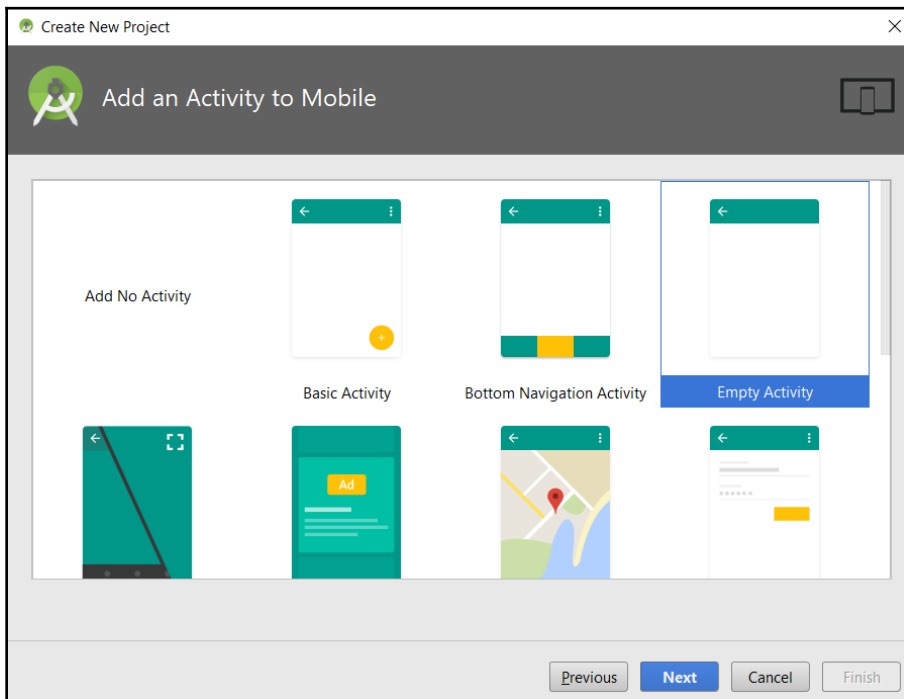 Create New Project
Add an Activity to Mobile
Add No Activity
Basic Activity
Bottom Navigation Activity
Empty Activity
Ad
Previous
Next
Cancel
Finish